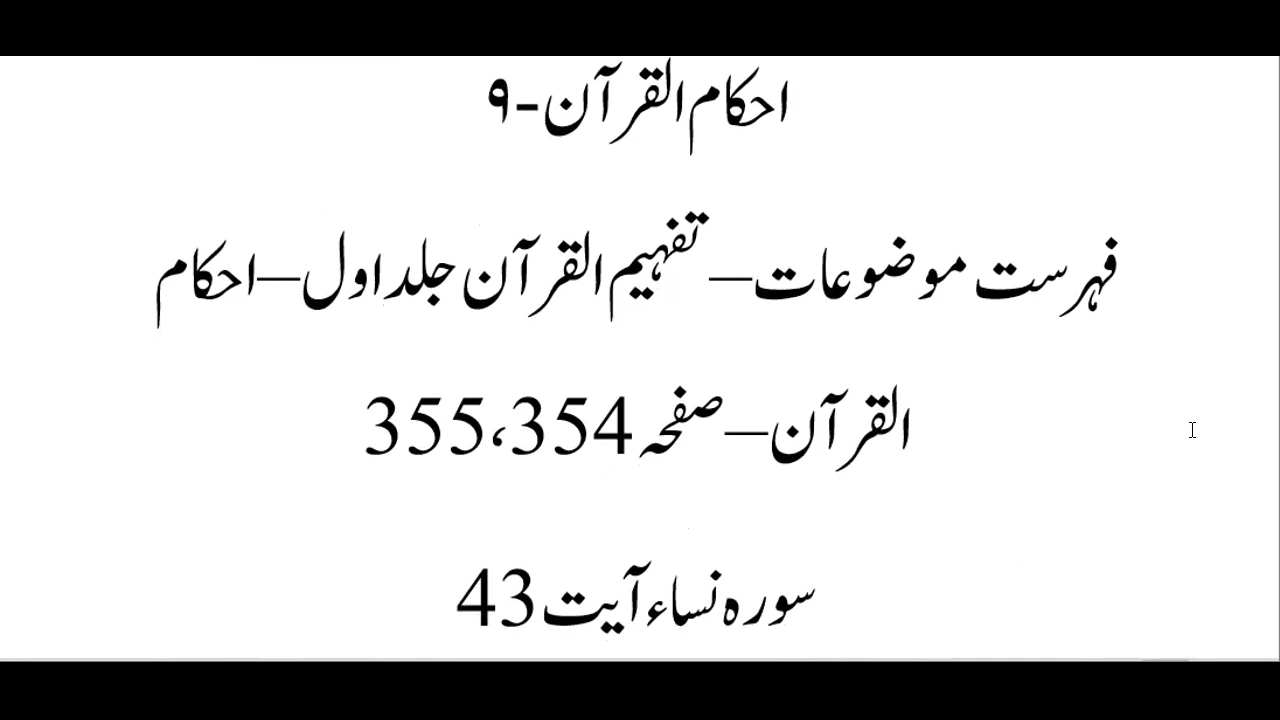 احکام القرآن-۹
فہرست موضوعات–تفہیم القرآن جلد اول–احکام
القرآن–صفحہ 354،355
سورہ نساء آیت 43